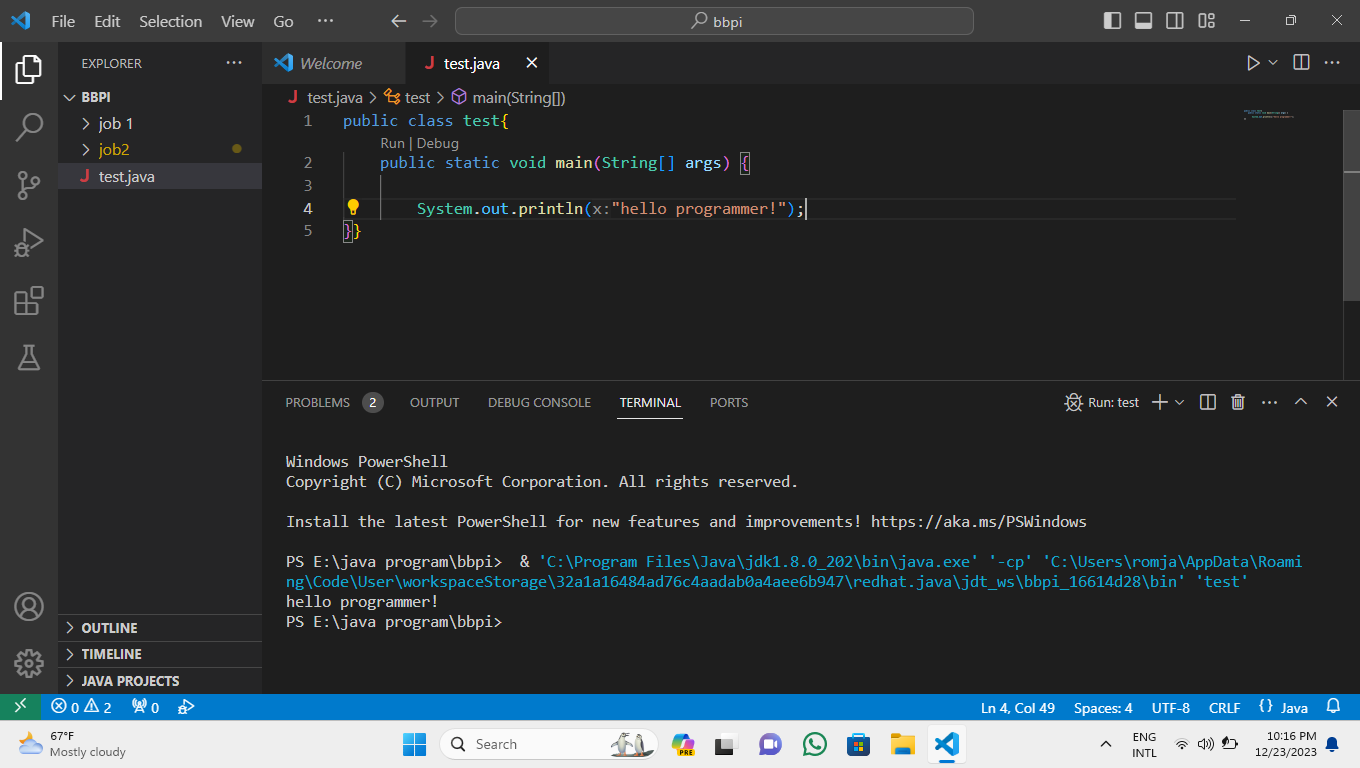 File Edit Selection View Go ···
bbpi
EXPLORER
Welcome
J test.java
BBPI
job 1
job2
J test.java
J test.java > test > main(String[])
1 public class test{
Run | Debug
2 public static void main(String[] args) {
3
4 System.out.println(x:"hello programmer!");
5 }}
PROBLEMS 2 OUTPUT DEBUG CONSOLE TERMINAL PORTS
Run: test
Windows PowerShell
Copyright (C) Microsoft Corporation. All rights reserved.
Install the latest PowerShell for new features and improvements! https://aka.ms/PSWindows
PS E:\java program\bbpi>  & 'C:\Program Files\Java\jdk1.8.0_202\bin\java.exe' '-cp' 'C:\Users\romja\AppData\Roami
ng\Code\User\workspaceStorage\32a1a16484ad76c4aadab0a4aee6b947\redhat.java\jdt_ws\bbpi_16614d28\bin' 'test'
hello programmer!
PS E:\java program\bbpi>
OUTLINE
TIMELINE
JAVA PROJECTS
0 2 0
Ln 4, Col 49 Spaces: 4 UTF-8 CRLF {} Java
67°F
Mostly cloudy
Search
PRE
ENG
INTL
10:16 PM
12/23/2023